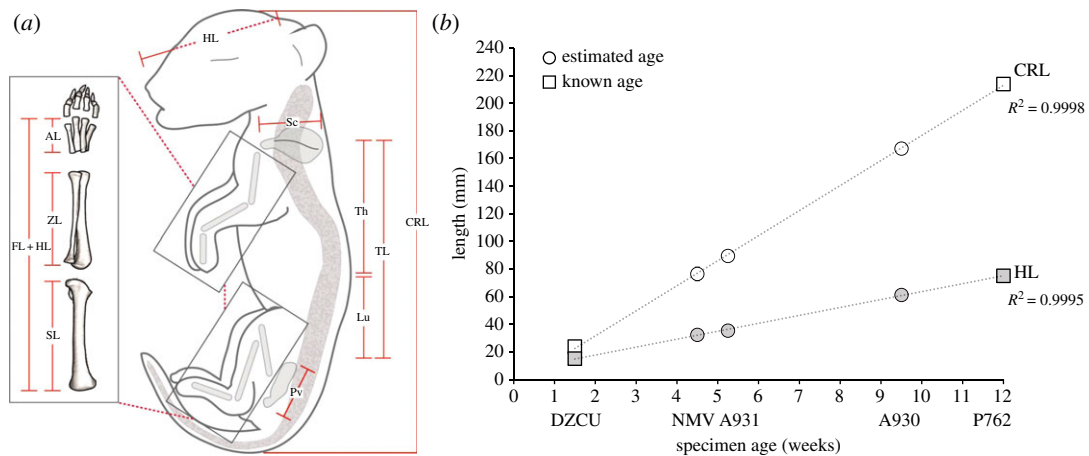 (a)
HL
Sc
AL
ZL
FL + HL
SL
Th
TL
CRL
Lu
Pv
(b)
240
220
200
180
160
140
120
100
80
60
40
20
0
length (mm)
estimated age
known age
CRL
R² = 0.9998
HL
R² = 0.9995
0 1 2 3 4 5 6 7 8 9 10 11 12
DZCU NMV A931 A930 P762
specimen age (weeks)